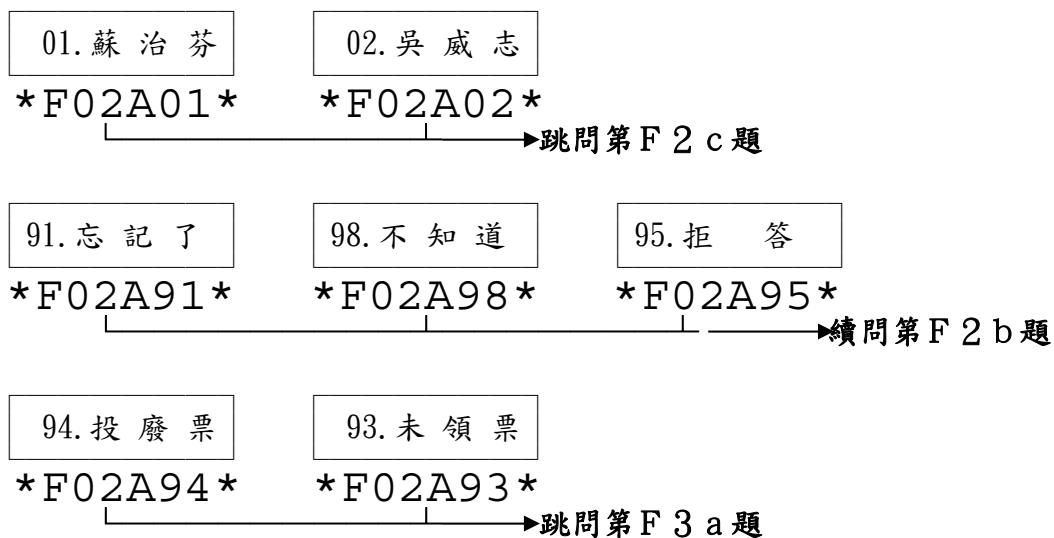 01.蘇 治 芬 02.吳 威 志
*F02A01* *F02A02*
跳問第Ｆ２ｃ題
91.忘 記 了 98.不 知 道 95.拒 答
*F02A91* *F02A98* *F02A95*
續問第Ｆ２ｂ題
94.投 廢 票 93.未 領 票
*F02A94* *F02A93*
跳問第Ｆ３ａ題